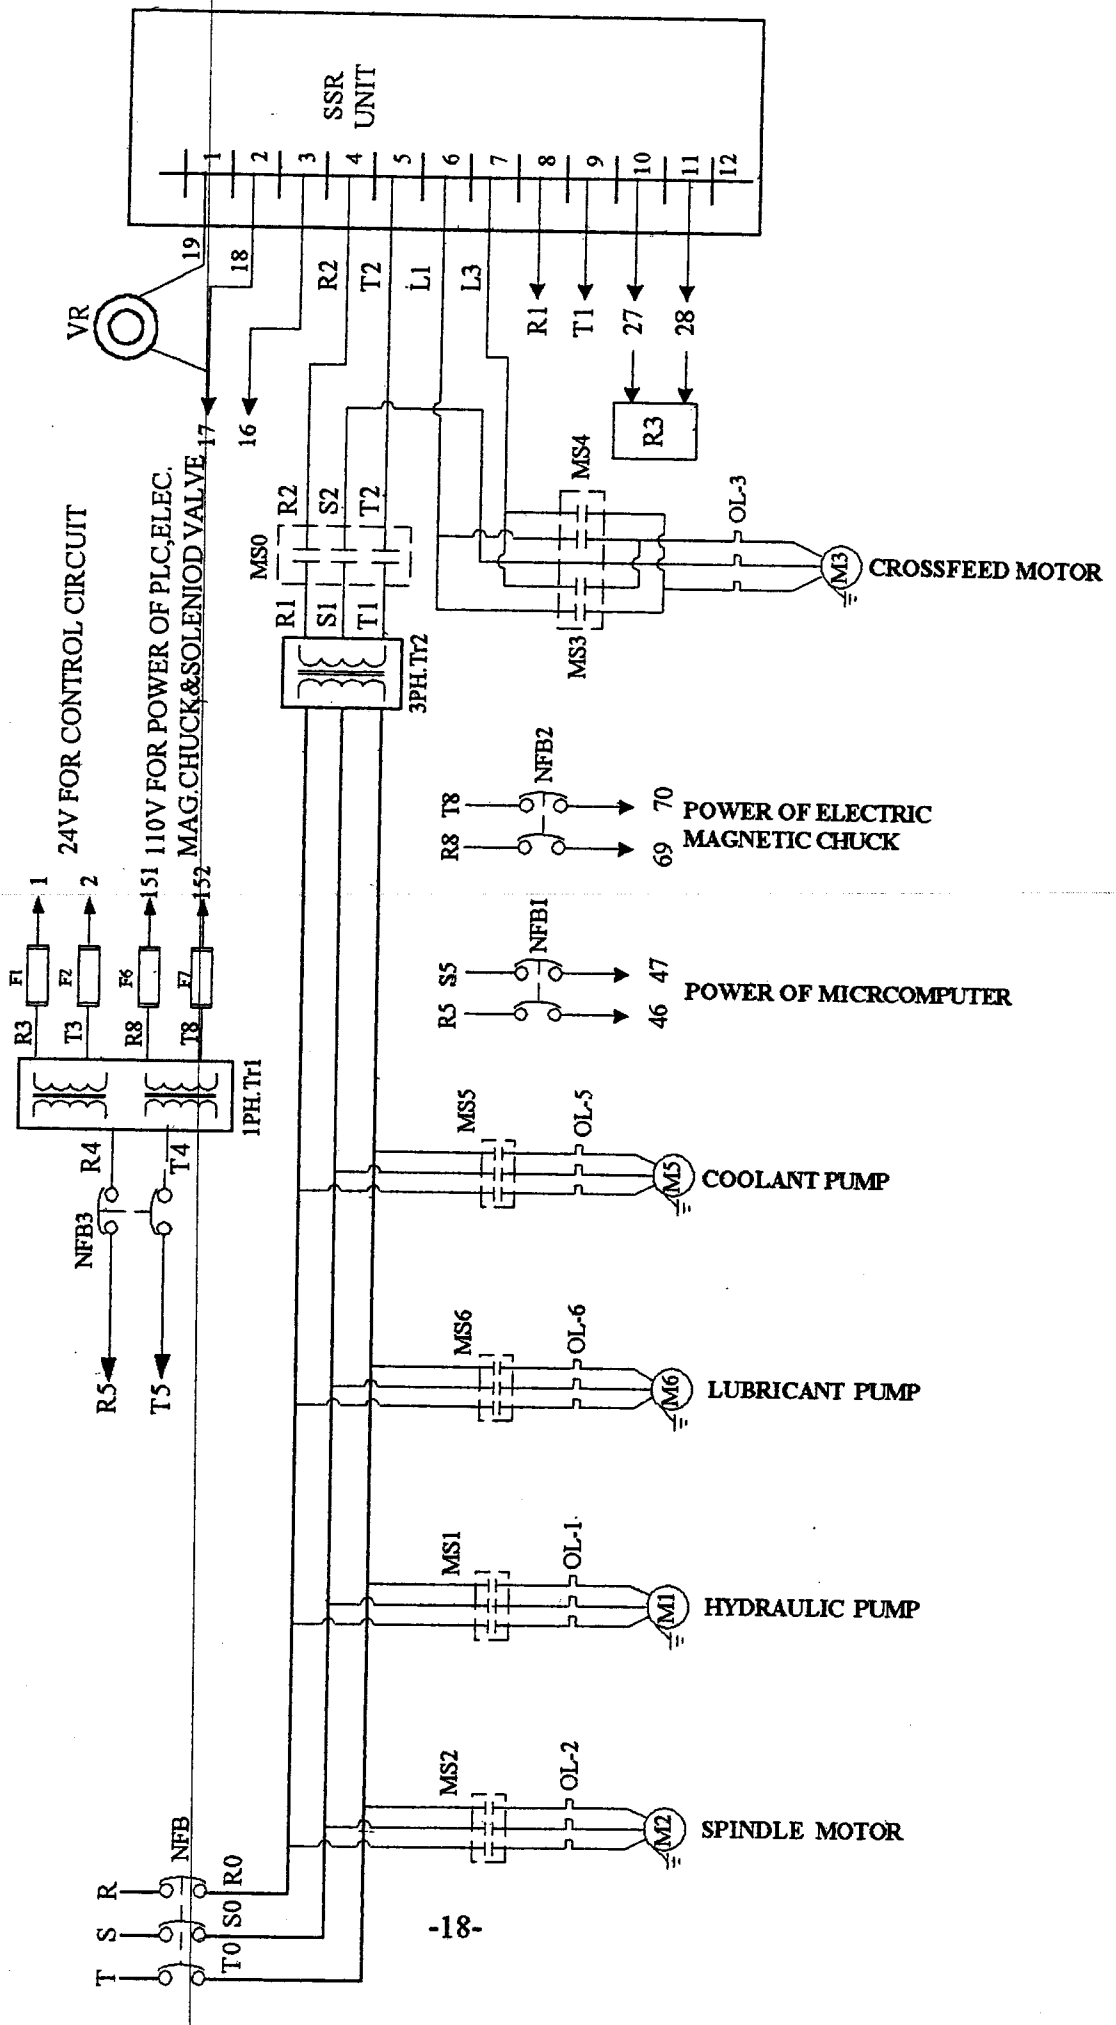 SSR
UNIT
1
2
3
4
5
6
7
8
9
10
11
12
19
18
R2
T2
L1
L3
VR
R1
T1
27
28
17
16
R3
24V FOR CONTROL CIRCUIT
110V FOR POWER OF PLC,ELEC.
MAG.CHUCK&SOLENIOD VALVE
MS0
R2
S2
T2
R1
S1
T1
3PH.Tr2
MS4
MS3
OL-3
M3
CROSSFEED MOTOR
1
2
151
152
F1
F2
F6
F7
R3
T3
R8
T8
1PH.Tr1
R4
T4
NFB3
R5
T5
R8
T8
NFB2
69
70
POWER OF ELECTRIC
MAGNETIC CHUCK
R5
S5
NFB1
46
47
POWER OF MICRCOMPUTER
MS5
OL-5
M5
COOLANT PUMP
MS6
OL-6
M6
LUBRICANT PUMP
MS1
OL-1
M1
HYDRAULIC PUMP
MS2
OL-2
M2
SPINDLE MOTOR
R
S
T
NFB
R0
S0
T0
-18-